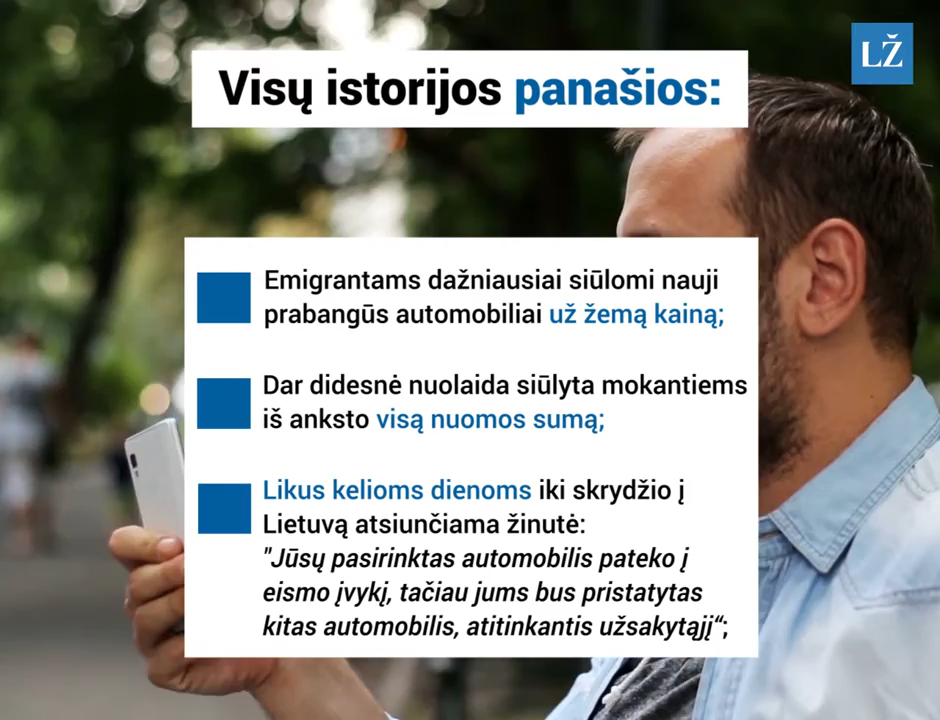 LŽ
Visų istorijos panašios:
Emigrantams dažniausiai siūlomi nauji
prabangūs automobiliai už žemą kainą;
Dar didesnė nuolaida siūlyta mokantiems
iš anksto visą nuomos sumą;
Likus kelioms dienoms iki skrydžio į
Lietuvą atsiunčiama žinutė:
"Jūsų pasirinktas automobilis pateko į
eismo įvykį, tačiau jums bus pristatytas
kitas automobilis, atitinkantis užsakytąjį“;